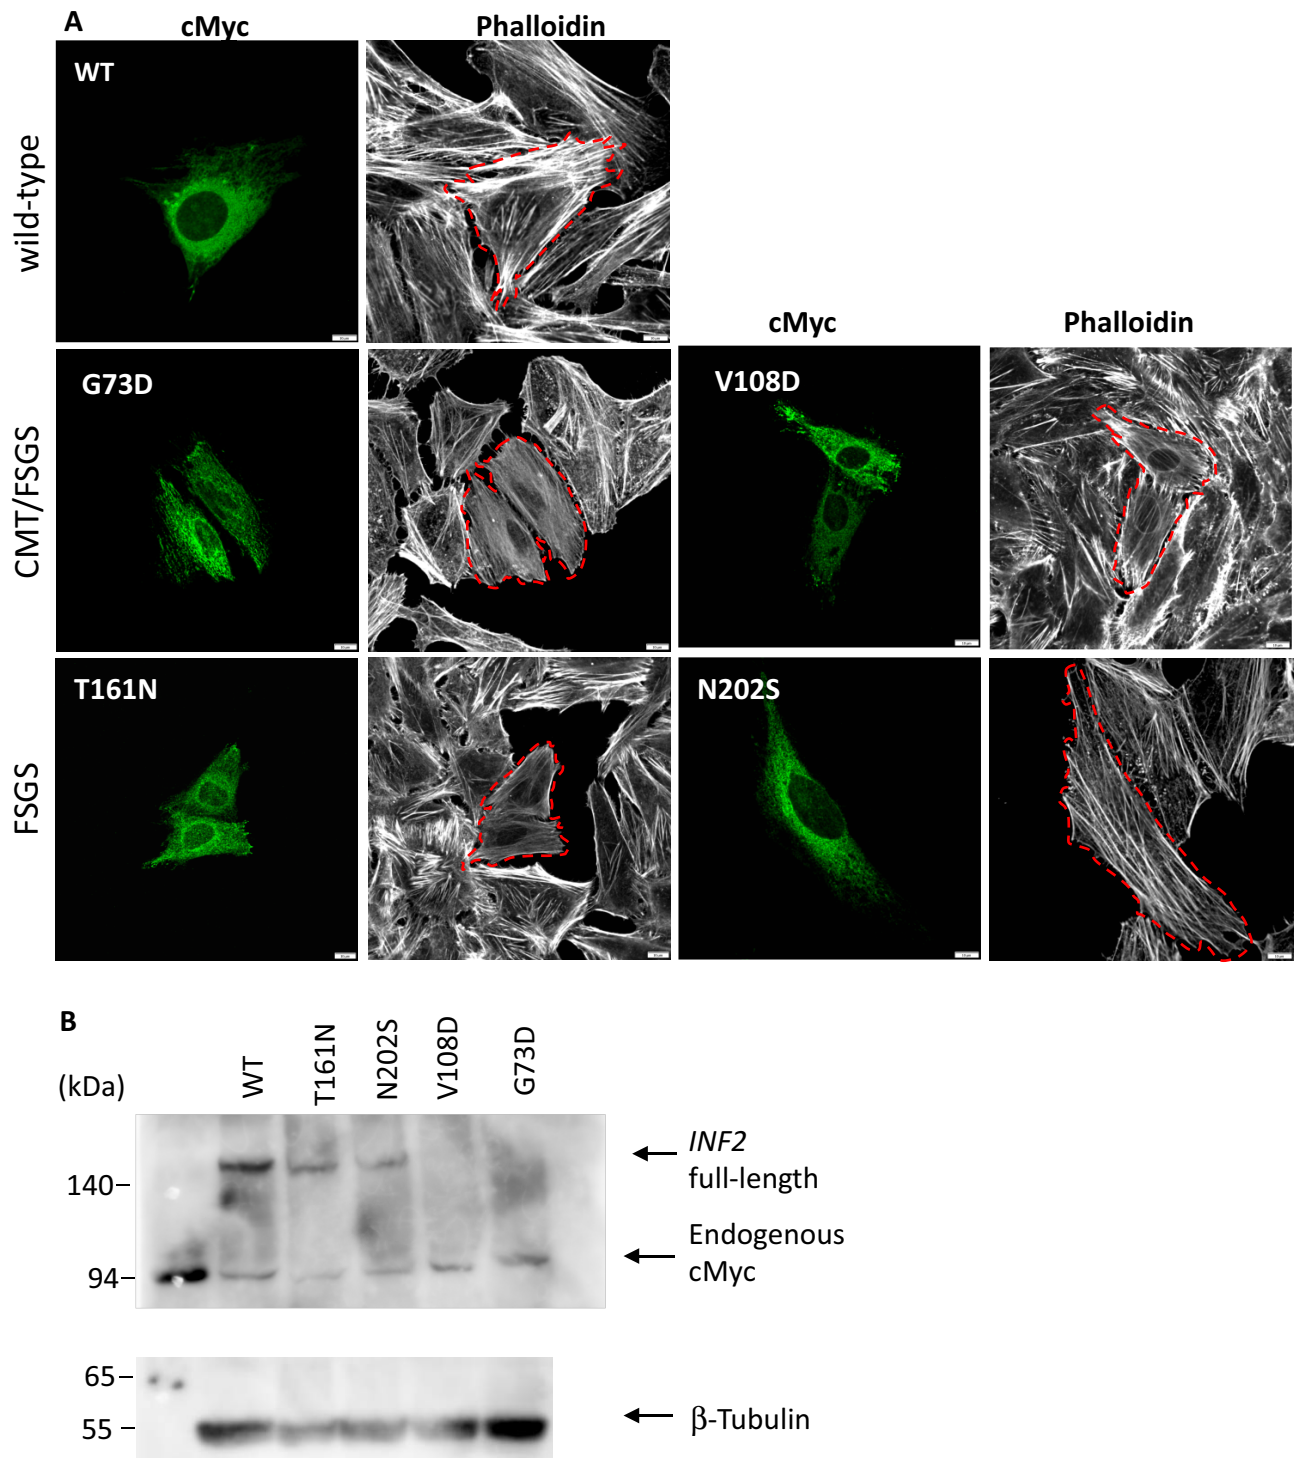 A
cMyc
Phalloidin
wild-type
WT
cMyc
Phalloidin
CMT/FSGS
G73D
V108D
FSGS
T161N
N202S
B
(kDa)
WT
T161N
N202S
V108D
G73D
INF2
full-length
140
Endogenous
cMyc
94
65
55
β-Tubulin